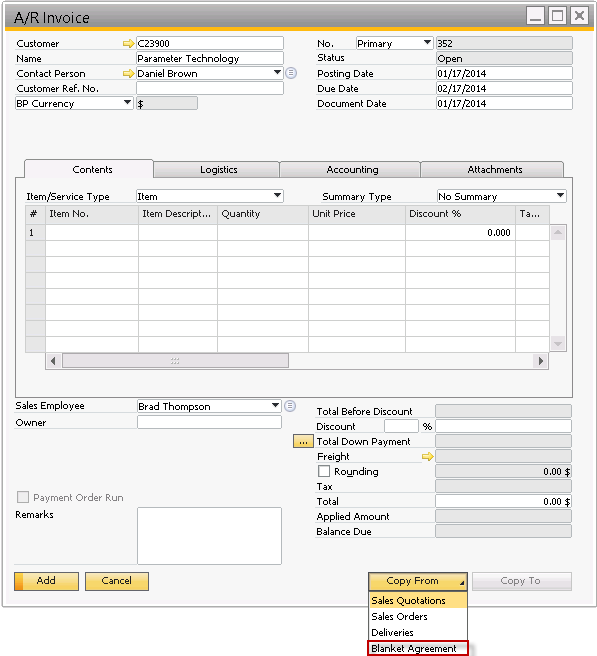 A/R Invoice
Customer C23900 No. Primary 352
Name Parameter Technology Status Open
Contact Person Daniel Brown Posting Date 01/17/2014
Customer Ref. No. Due Date 02/17/2014
BP Currency $ Document Date 01/17/2014
Contents Logistics Accounting Attachments
Item/Service Type Item Summary Type No Summary
# Item No. Item Descript... Quantity Unit Price Discount % Ta...
1 0.000
Sales Employee Brad Thompson Total Before Discount
Owner Discount %
... Total Down Payment
Freight
Rounding 0.00 $
Payment Order Run Tax
Remarks Total 0.00 $
Applied Amount
Balance Due
Add Cancel Copy From Copy To
Sales Quotations
Sales Orders
Deliveries
Blanket Agreement